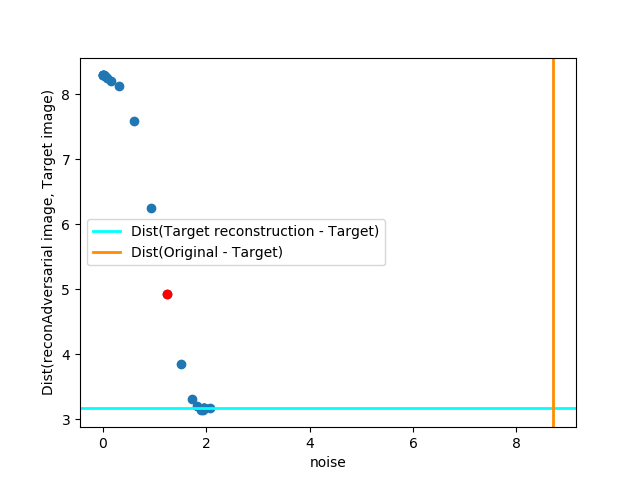 Dist(reconAdversarial image, Target image)
8
7
6
5
4
3
Dist(Target reconstruction - Target)
Dist(Original - Target)
0 2 4 6 8
noise